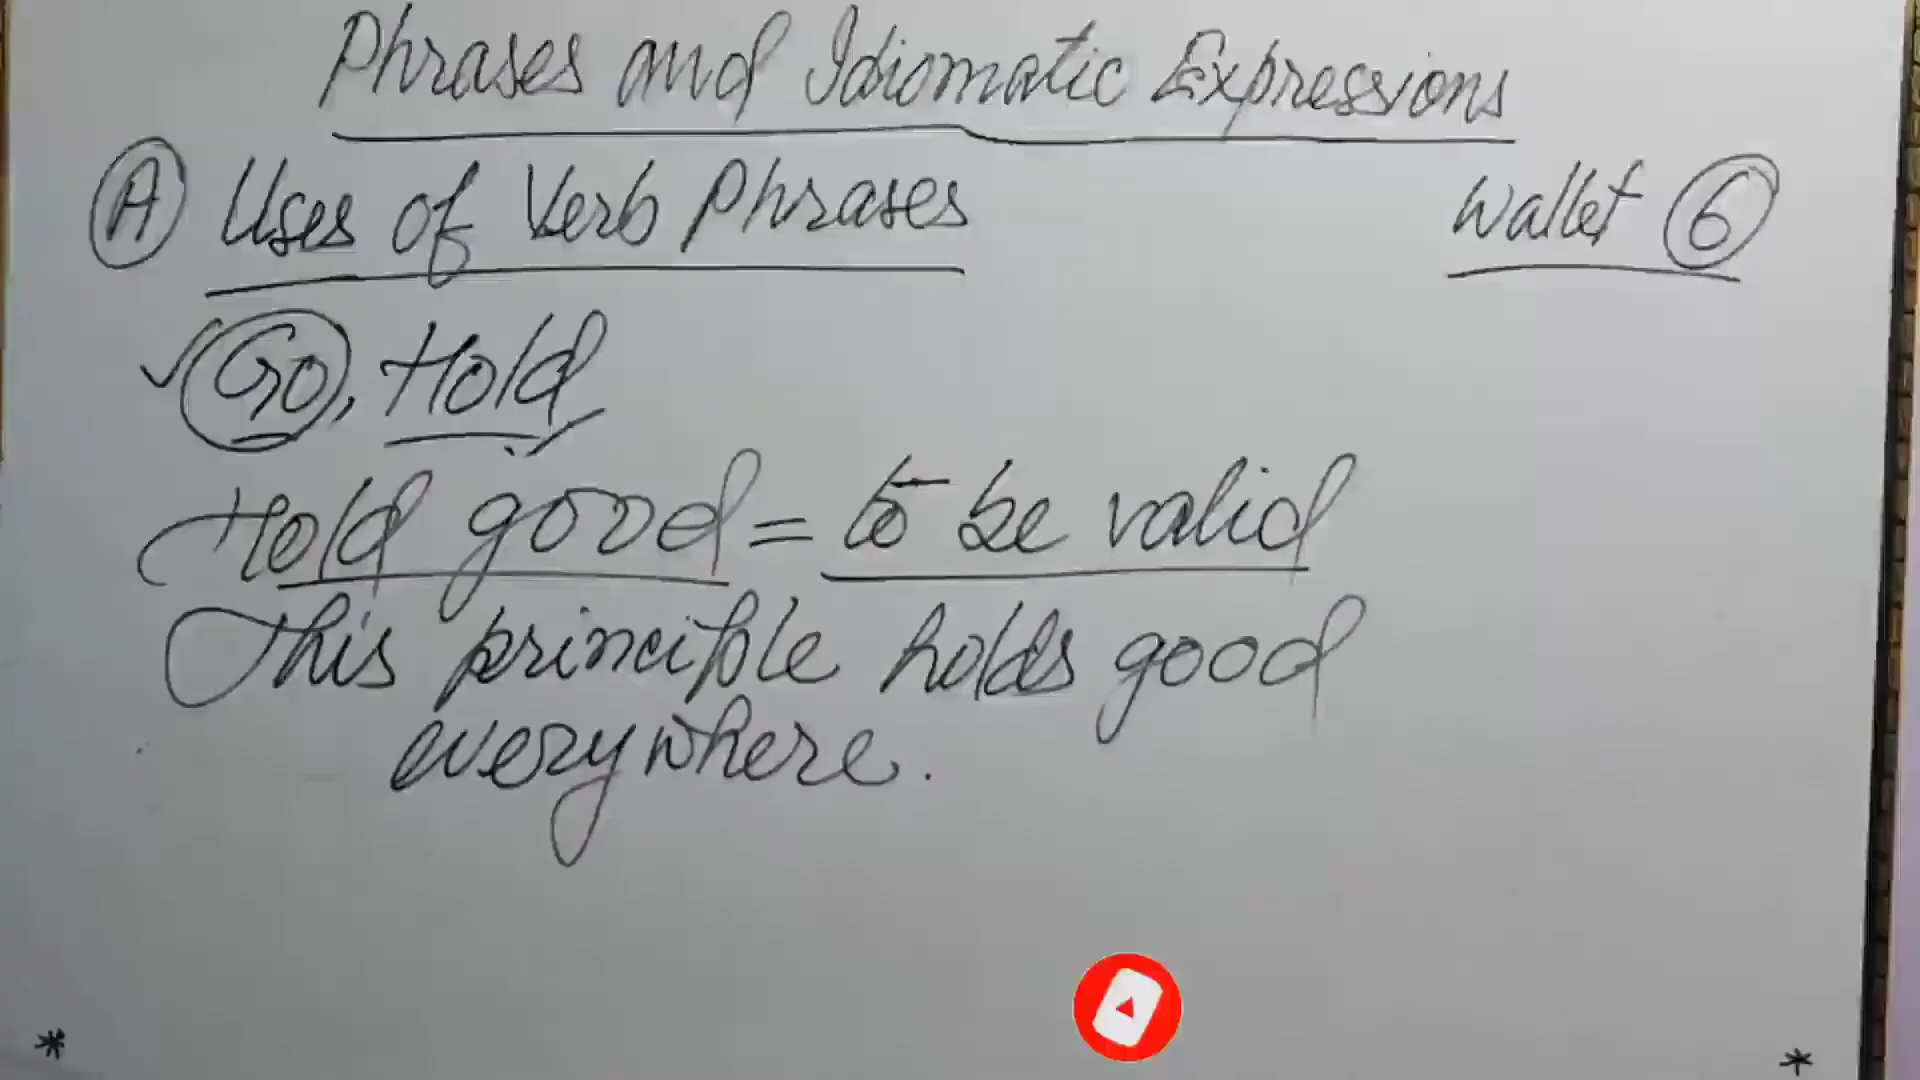 Phrases and Idiomatic Expressions
A Uses of Verb Phrases Wallet 6
Go, Hold
Hold good = to be valid
This principle holds good
everywhere.